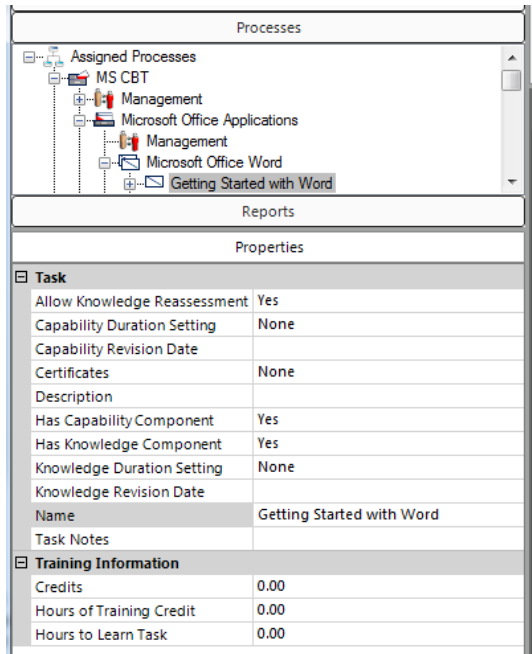 Processes
Assigned Processes
MS CBT
Management
Microsoft Office Applications
Management
Microsoft Office Word
Getting Started with Word
Reports
Properties
Task
Allow Knowledge Reassessment Yes
Capability Duration Setting None
Capability Revision Date
Certificates None
Description
Has Capability Component Yes
Has Knowledge Component Yes
Knowledge Duration Setting None
Knowledge Revision Date
Name Getting Started with Word
Task Notes
Training Information
Credits 0.00
Hours of Training Credit 0.00
Hours to Learn Task 0.00